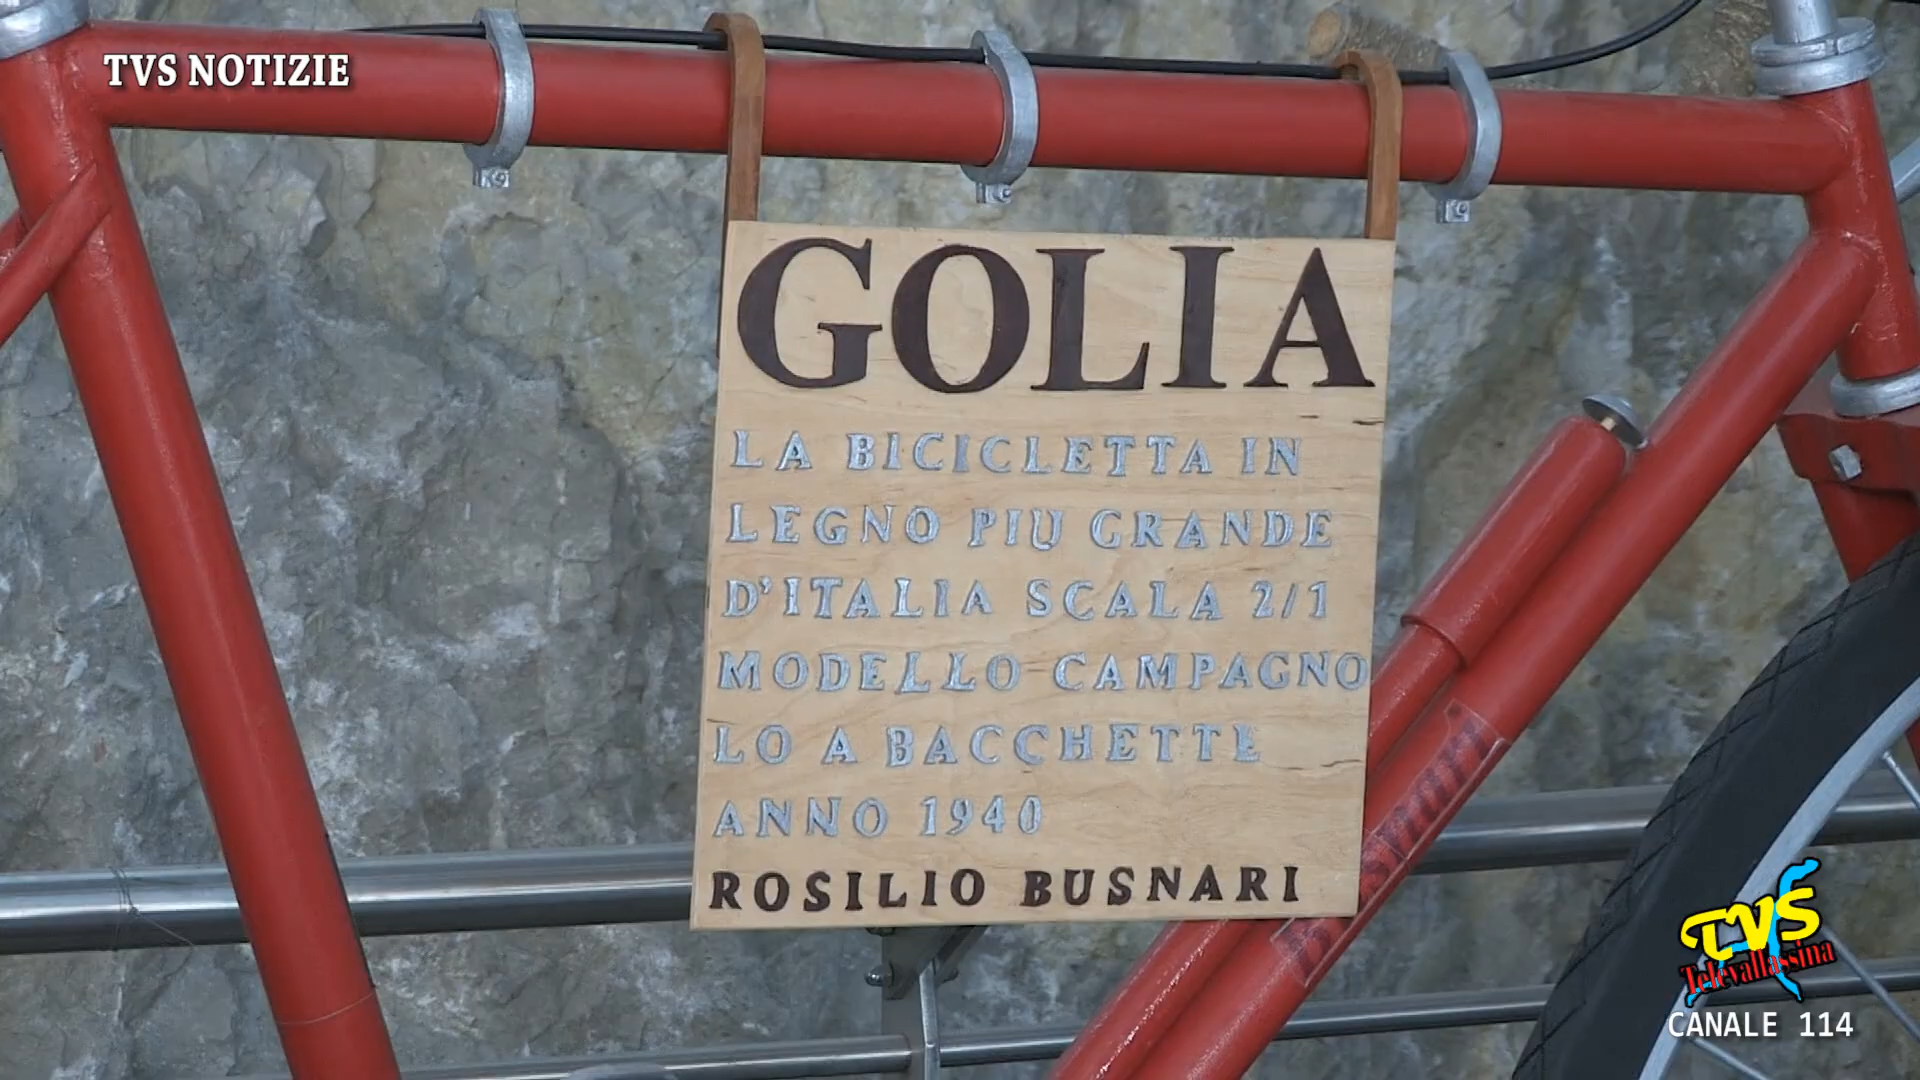 TVS NOTIZIE
GOLIA
LA BICICLETTA IN
LEGNO PIU GRANDE
D'ITALIA SCALA 2/1
MODELLO CAMPAGNO
LO A BACCHETTE
ANNO 1940
ROSILIO BUSNARI
Busnari
TVS
Televallassina
CANALE 114